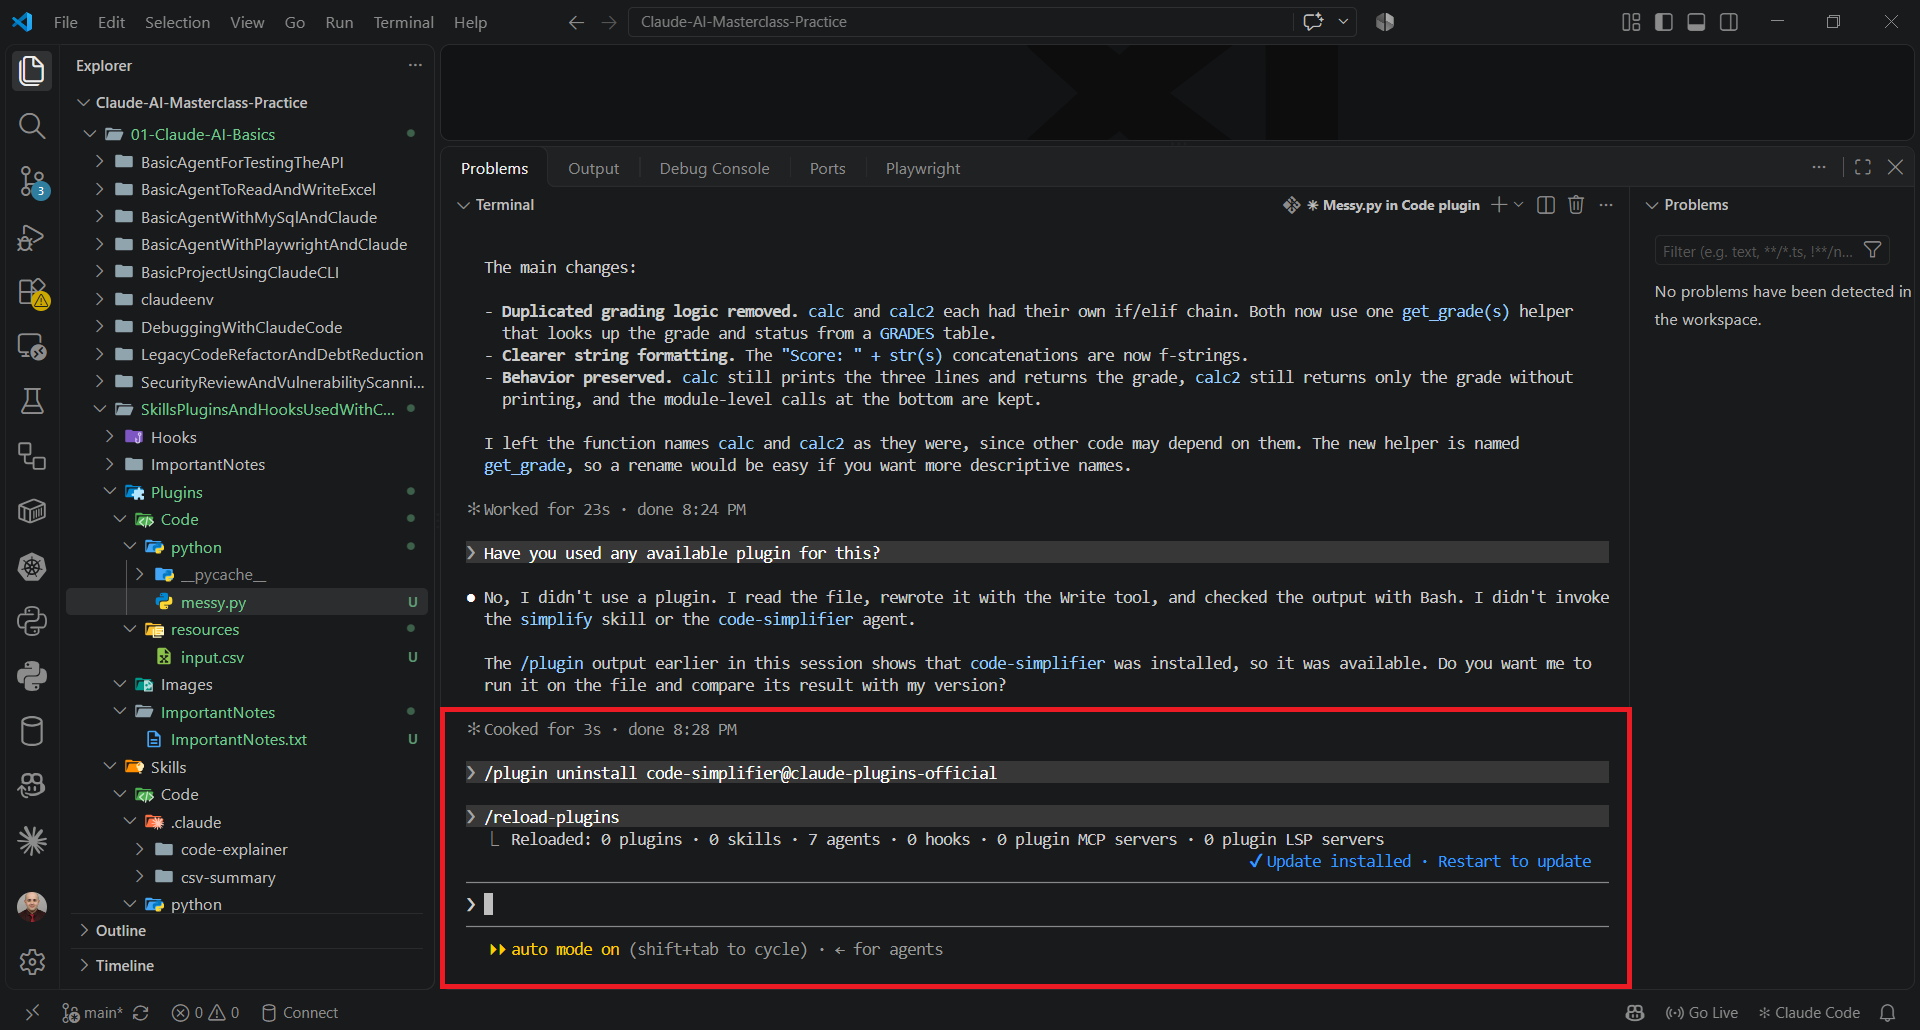 File Edit Selection View Go Run Terminal Help
Claude-AI-Masterclass-Practice
Explorer
Claude-AI-Masterclass-Practice
01-Claude-AI-Basics
BasicAgentForTestingTheAPI
BasicAgentToReadAndWriteExcel
BasicAgentWithMySqlAndClaude
BasicAgentWithPlaywrightAndClaude
BasicProjectUsingClaudeCLI
claudeenv
DebuggingWithClaudeCode
LegacyCodeRefactorAndDebtReduction
SecurityReviewAndVulnerabilityScanni...
SkillsPluginsAndHooksUsedWithC...
Hooks
ImportantNotes
Plugins
Code
python
__pycache__
messy.py U
resources
input.csv U
Images
ImportantNotes
ImportantNotes.txt U
Skills
Code
.claude
code-explainer
csv-summary
python
Outline
Timeline
3
Problems Output Debug Console Ports Playwright
Terminal
Messy.py in Code plugin
The main changes:
- Duplicated grading logic removed. calc and calc2 each had their own if/elif chain. Both now use one get_grade(s) helper
that looks up the grade and status from a GRADES table.
- Clearer string formatting. The "Score: " + str(s) concatenations are now f-strings.
- Behavior preserved. calc still prints the three lines and returns the grade, calc2 still returns only the grade without
printing, and the module-level calls at the bottom are kept.
I left the function names calc and calc2 as they were, since other code may depend on them. The new helper is named
get_grade, so a rename would be easy if you want more descriptive names.
✻ Worked for 23s · done 8:24 PM
❯ Have you used any available plugin for this?
● No, I didn't use a plugin. I read the file, rewrote it with the Write tool, and checked the output with Bash. I didn't invoke
the simplify skill or the code-simplifier agent.
The /plugin output earlier in this session shows that code-simplifier was installed, so it was available. Do you want me to
run it on the file and compare its result with my version?
✻ Cooked for 3s · done 8:28 PM
❯ /plugin uninstall code-simplifier@claude-plugins-official
❯ /reload-plugins
⎿ Reloaded: 0 plugins · 0 skills · 7 agents · 0 hooks · 0 plugin MCP servers · 0 plugin LSP servers
✓ Update installed · Restart to update
❯
⏵⏵ auto mode on (shift+tab to cycle) · ← for agents
Problems
Filter (e.g. text, **/*.ts, !**/n...
No problems have been detected in
the workspace.
main* 0 0 Connect
Go Live Claude Code